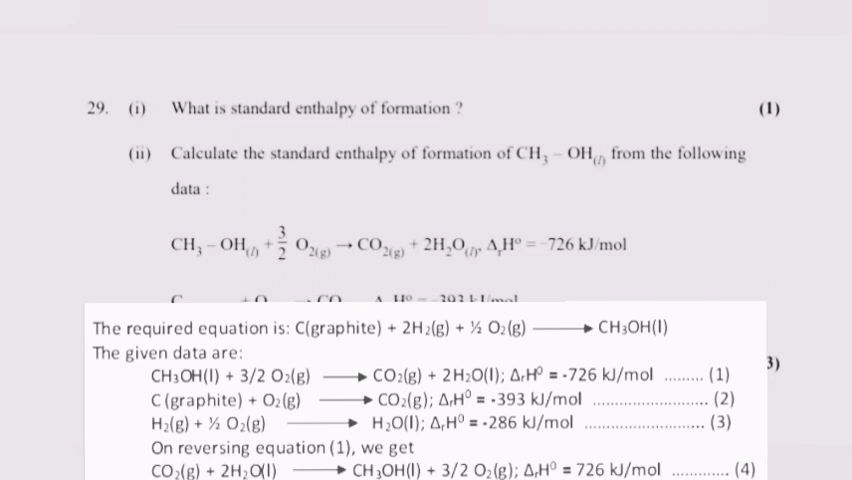 29. (i) What is standard enthalpy of formation ? (1)
(ii) Calculate the standard enthalpy of formation of CH₃ – OH(l) from the following
data :
CH₃ – OH(l) + 3/2 O₂(g) → CO₂(g) + 2H₂O(l), ΔrH⁰ = -726 kJ/mol
The required equation is: C(graphite) + 2H₂(g) + ½ O₂(g) ⟶ CH₃OH(l)
The given data are:
3)
CH₃OH(l) + 3/2 O₂(g) ⟶ CO₂(g) + 2H₂O(l); ΔrH⁰ = -726 kJ/mol ......... (1)
C (graphite) + O₂(g) ⟶ CO₂(g); ΔrH⁰ = -393 kJ/mol ........................ (2)
H₂(g) + ½ O₂(g) ⟶ H₂O(l); ΔrH⁰ = -286 kJ/mol ......................... (3)
On reversing equation (1), we get
CO₂(g) + 2H₂O(l) ⟶ CH₃OH(l) + 3/2 O₂(g); ΔrH⁰ = 726 kJ/mol ............ (4)